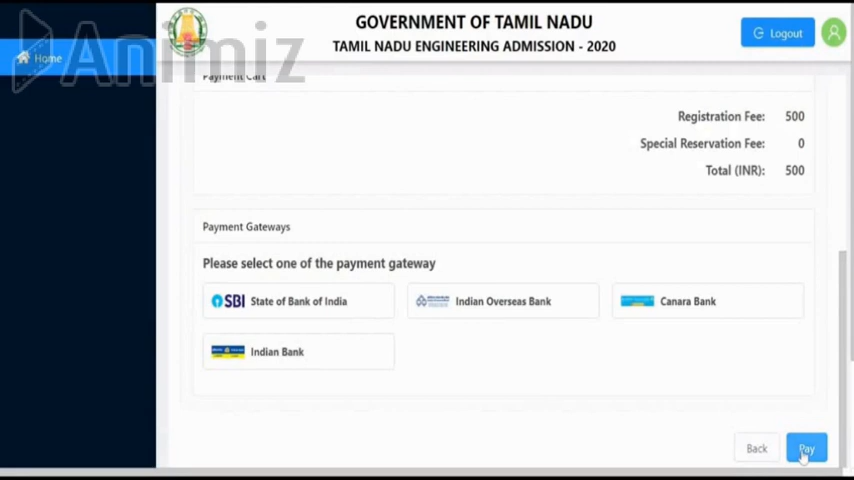 GOVERNMENT OF TAMIL NADU
TAMIL NADU ENGINEERING ADMISSION - 2020
Logout
Animiz
Home
Payment Cart
Registration Fee: 500
Special Reservation Fee: 0
Total (INR): 500
Payment Gateways
Please select one of the payment gateway
SBI State of Bank of India
Indian Overseas Bank
Canara Bank
Indian Bank
Back
Pay